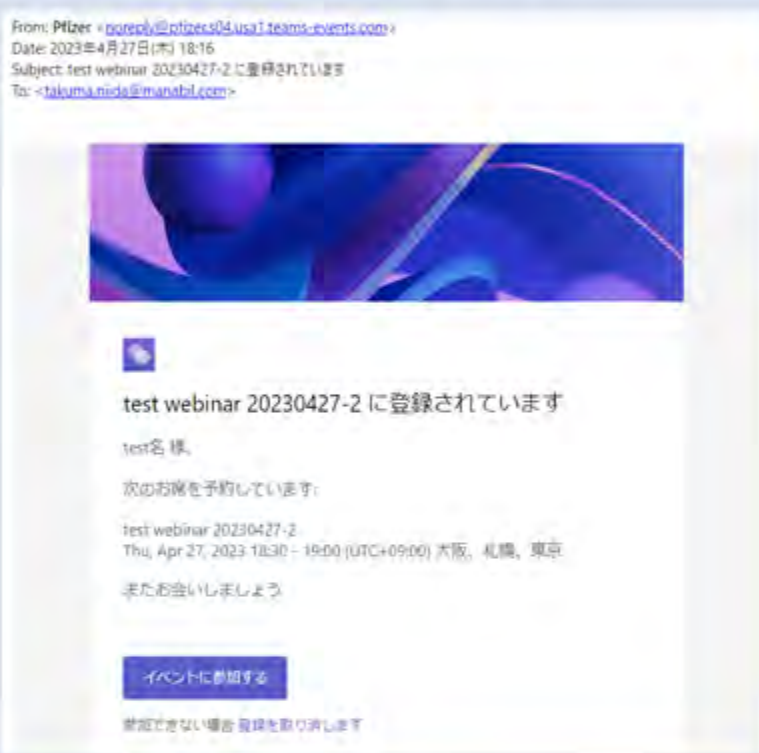 From: Pfizer <noreply@pfizer.s04.usa1.teams-events.com>
Date: 2023年4月27日(木) 18:16
Subject: test webinar 20230427-2 に登録されています
To: <takuma.niida@manabil.com>
test webinar 20230427-2 に登録されています
test名 様、
次のお席を予約しています:
test webinar 20230427-2
Thu, Apr 27, 2023 18:30 - 19:00 (UTC+09:00) 大阪、札幌、東京
またお会いしましょう
イベントに参加する
参加できない場合 登録を取り消します